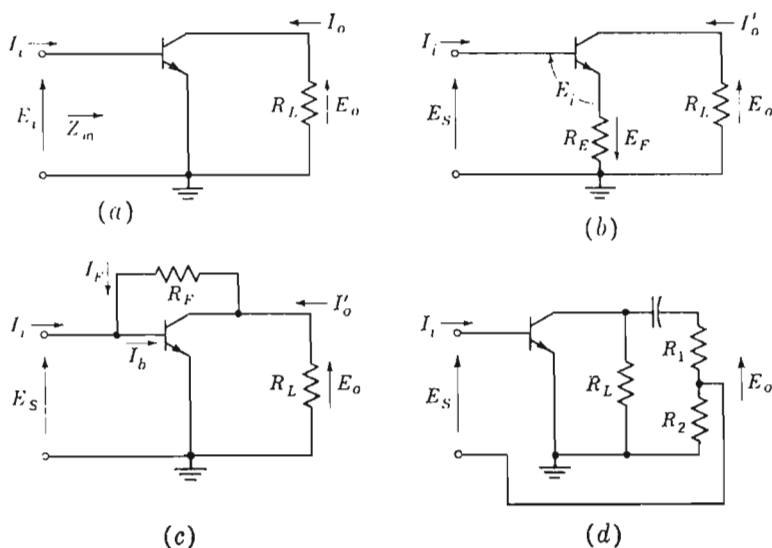 I_i
I_o
E_i
Z_in
R_L
E_o
(a)
I_i
I'_o
E_i
E_S
R_E
E_F
R_L
E_o
(b)
I_F
R_F
I_i
I'_o
I_b
E_S
R_L
E_o
(c)
I_i
E_S
R_L
R_1
R_2
E_o
(d)